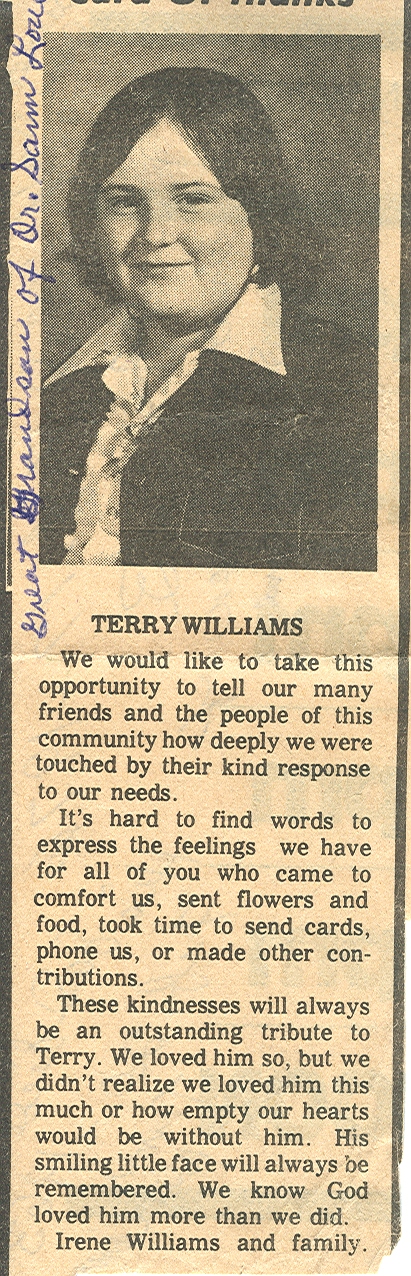 Card Of Thanks
Great Grandson of Dr. Samm
TERRY WILLIAMS
We would like to take this
opportunity to tell our many
friends and the people of this
community how deeply we were
touched by their kind response
to our needs.
It's hard to find words to
express the feelings we have
for all of you who came to
comfort us, sent flowers and
food, took time to send cards,
phone us, or made other con-
tributions.
These kindnesses will always
be an outstanding tribute to
Terry. We loved him so, but we
didn't realize we loved him this
much or how empty our hearts
would be without him. His
smiling little face will always be
remembered. We know God
loved him more than we did.
Irene Williams and family.